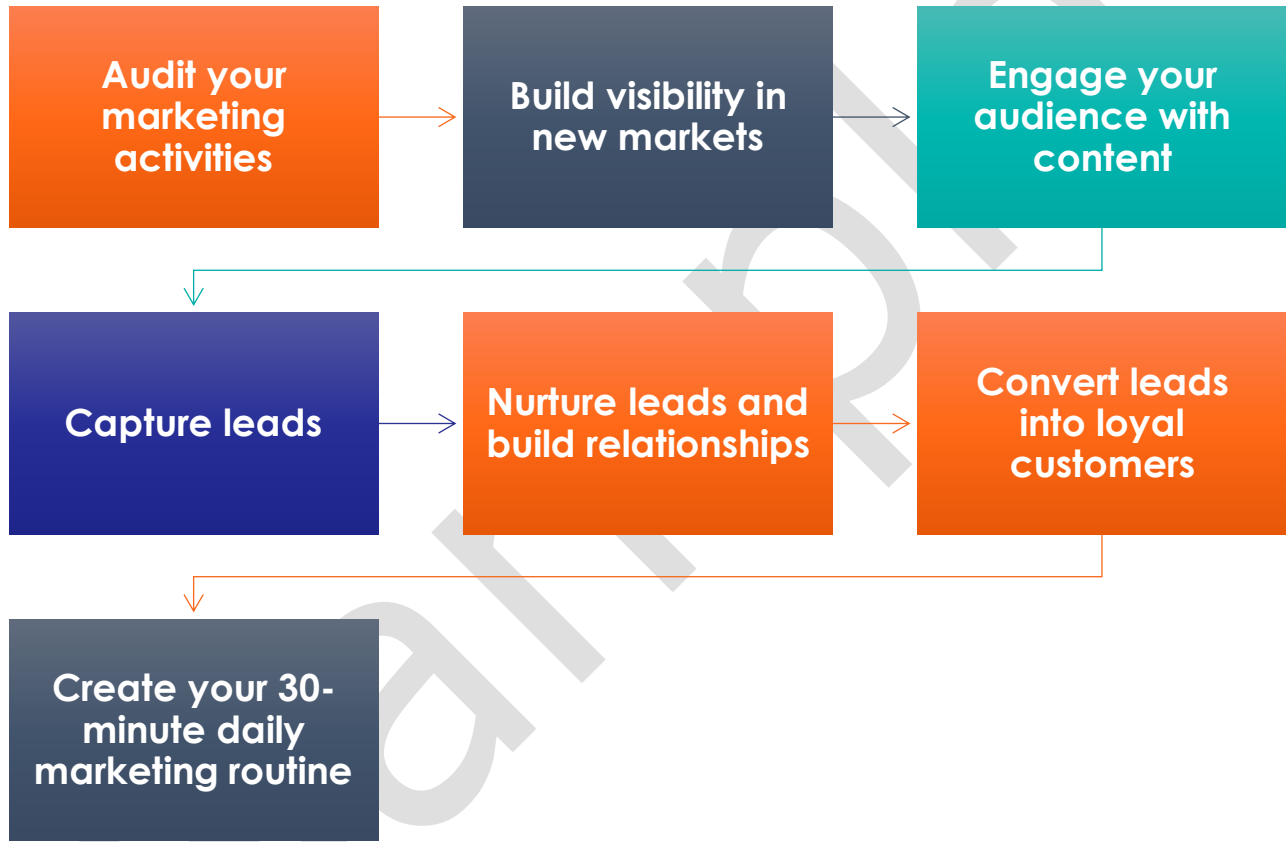 Audit your
marketing
activities
Build visibility in
new markets
Engage your
audience with
content
Capture leads
Nurture leads and
build relationships
Convert leads
into loyal
customers
Create your 30-
minute daily
marketing routine